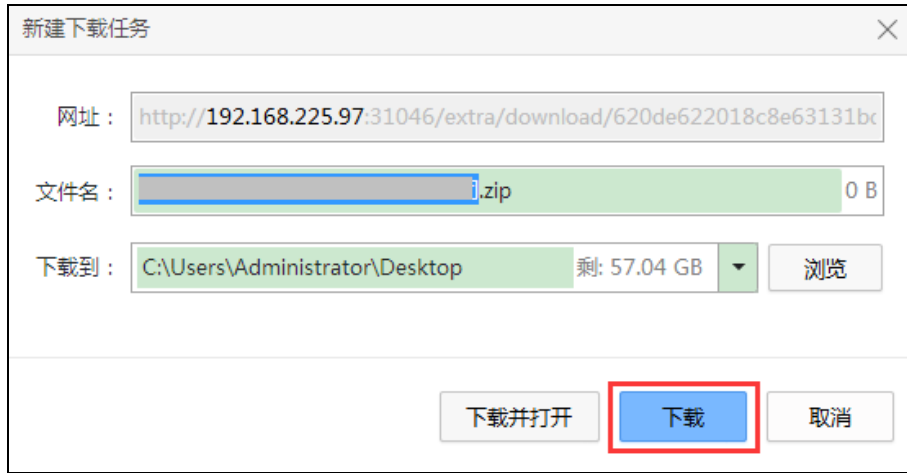 新建下载任务
网址： http://192.168.225.97:31046/extra/download/620de622018c8e63131bc
文件名： i.zip 0 B
下载到： C:\Users\Administrator\Desktop 剩: 57.04 GB 浏览
下载并打开 下载 取消